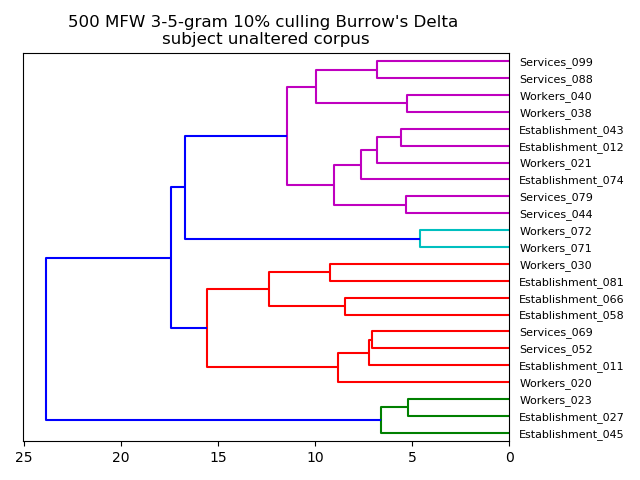 500 MFW 3-5-gram 10% culling Burrow's Delta
subject unaltered corpus
Services_099
Services_088
Workers_040
Workers_038
Establishment_043
Establishment_012
Workers_021
Establishment_074
Services_079
Services_044
Workers_072
Workers_071
Workers_030
Establishment_081
Establishment_066
Establishment_058
Services_069
Services_052
Establishment_011
Workers_020
Workers_023
Establishment_027
Establishment_045
25 20 15 10 5 0